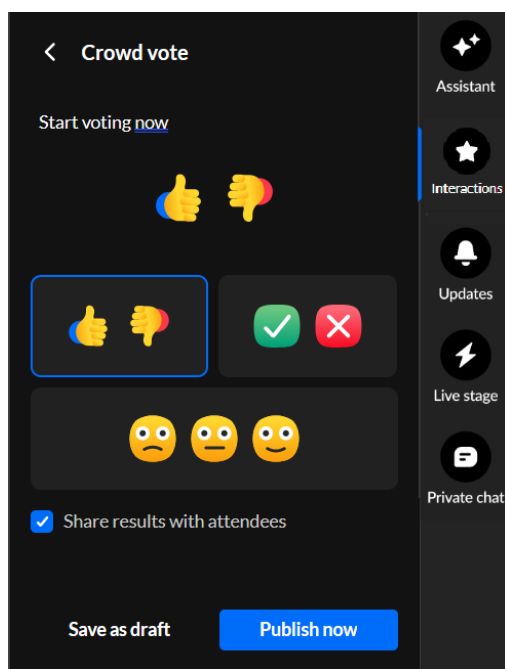 Crowd vote
Start voting now
Share results with attendees
Save as draft
Publish now
Assistant
Interactions
Updates
Live stage
Private chat